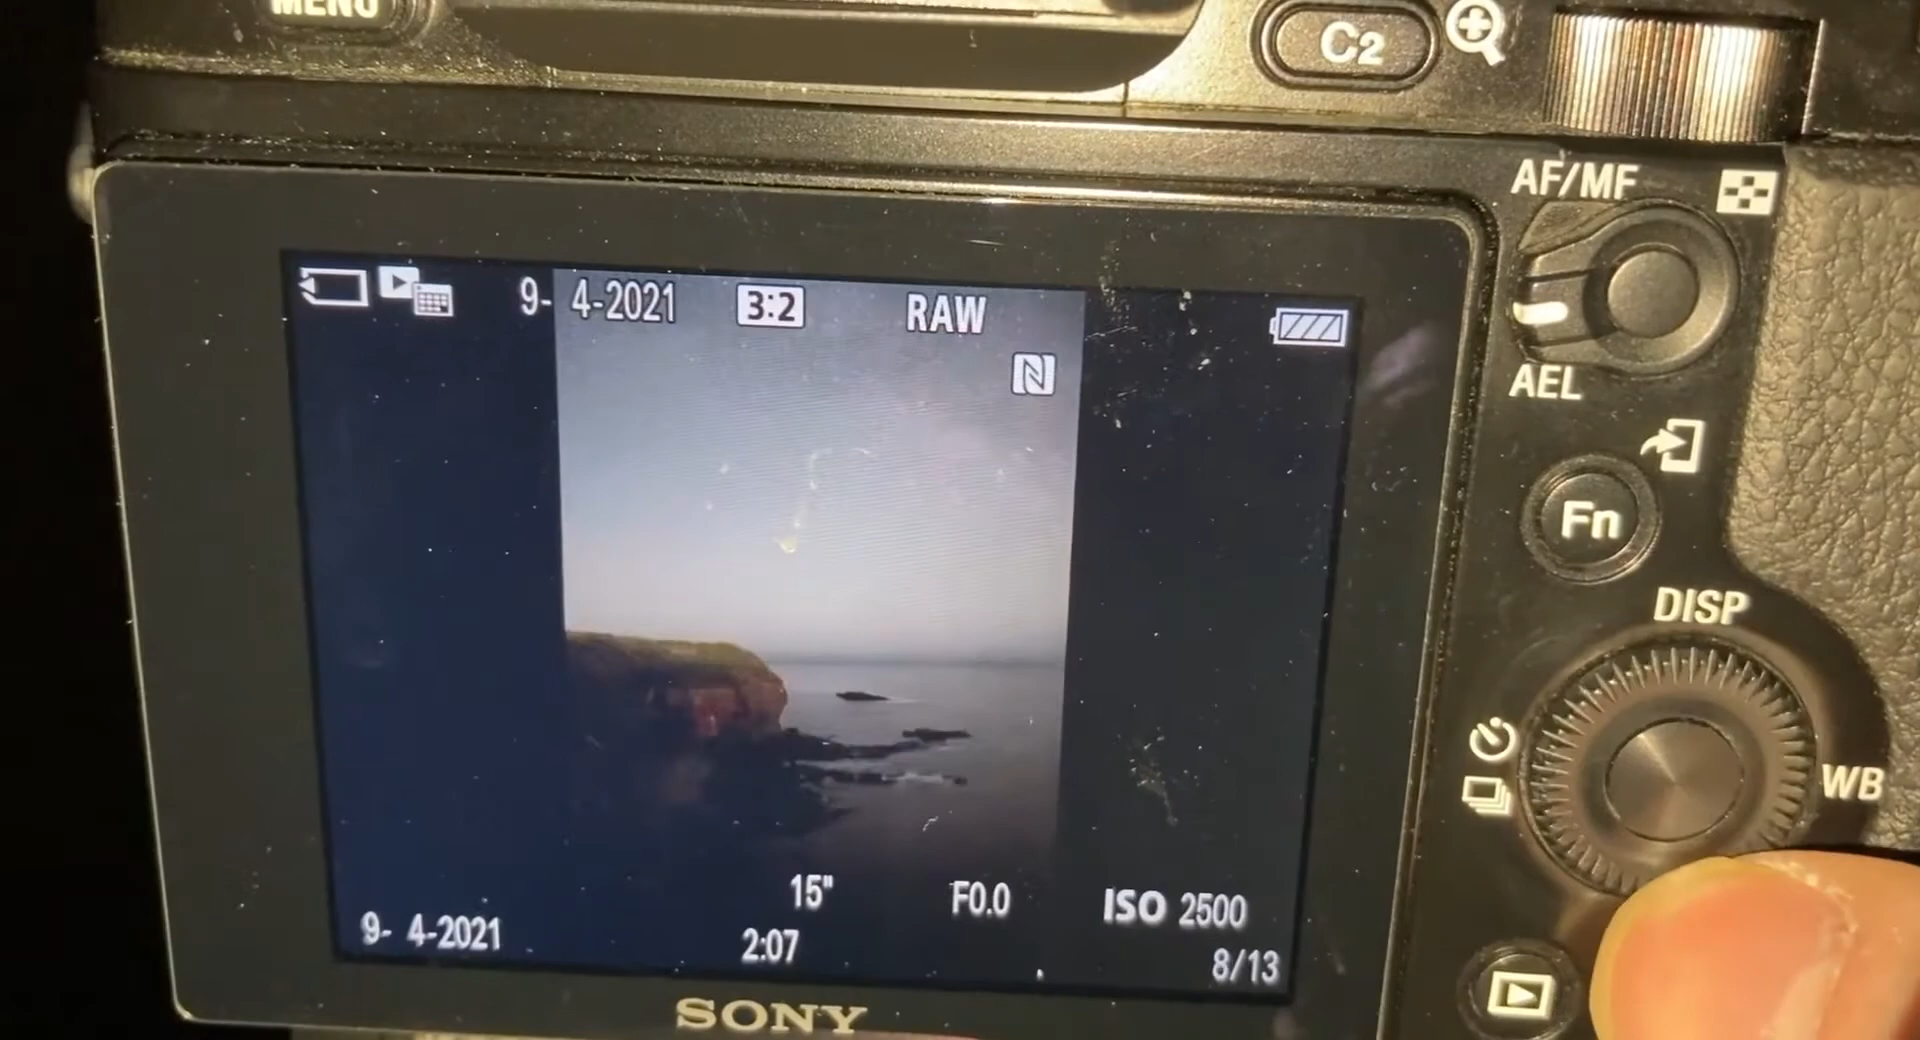 MENU
C2
AF/MF
9- 4-2021 3:2 RAW
N
AEL
Fn
DISP
WB
15" F0.0 ISO 2500
9- 4-2021 2:07 8/13
SONY